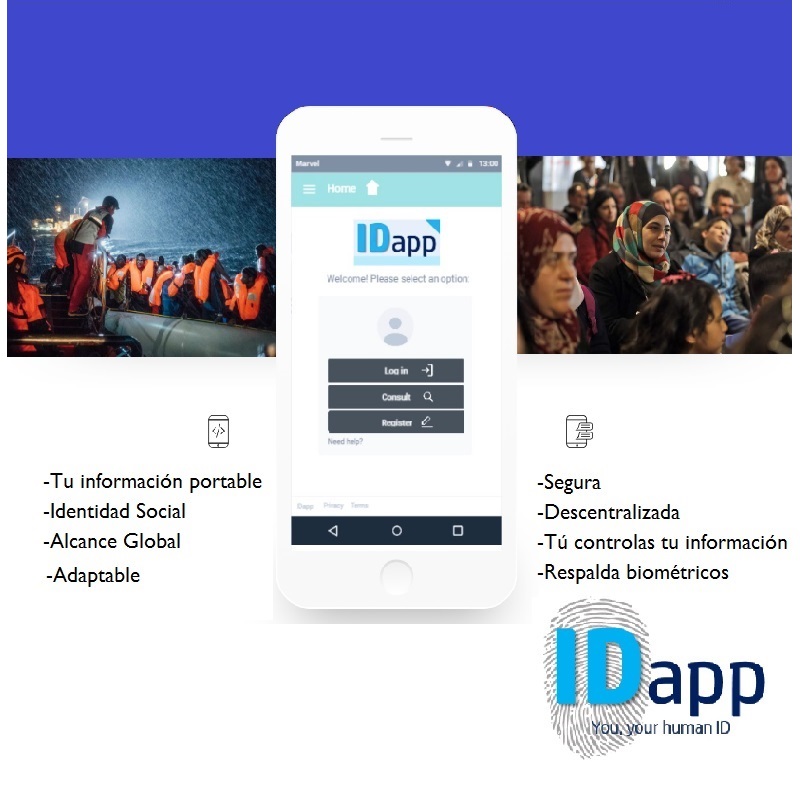 Marvel 13:06
Home
IDapp
Welcome! Please select an option:
Log in
Consult
Register
Need help?
Dapp Privacy Terms
-Tu información portable
-Identidad Social
-Alcance Global
-Adaptable
-Segura
-Descentralizada
-Tú controlas tu información
-Respalda biométricos
IDapp
You, your human ID